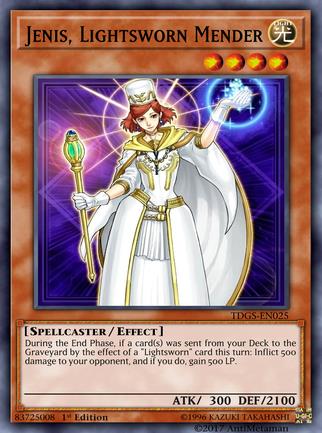 Jenis, Lightsworn Mender
LIGHT
光
TDGS-EN025
[Spellcaster / Effect]
During the End Phase, if a card(s) was sent from your Deck to the
Graveyard by the effect of a "Lightsworn" card this turn: Inflict 500
damage to your opponent, and if you do, gain 500 LP.
ATK/ 300 DEF/2100
83725008 1st Edition ©1996 KAZUKI TAKAHASHI
©2017 AntiMetaman